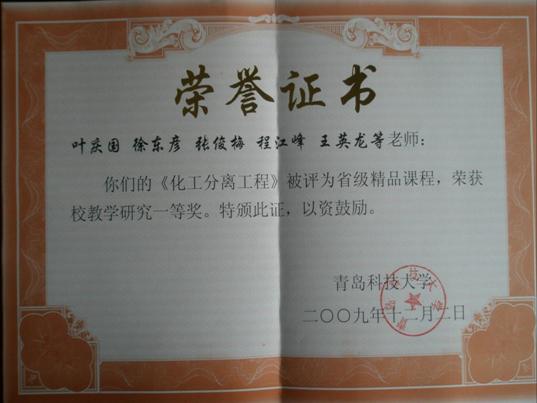 荣誉证书
叶庆国 徐东彦 张俊梅 程江峰 王英龙等老师：
你们的《化工分离工程》被评为省级精品课程，荣获
校教学研究一等奖。特颁此证，以资鼓励。
青岛科技大学
二〇〇九年十二月二日